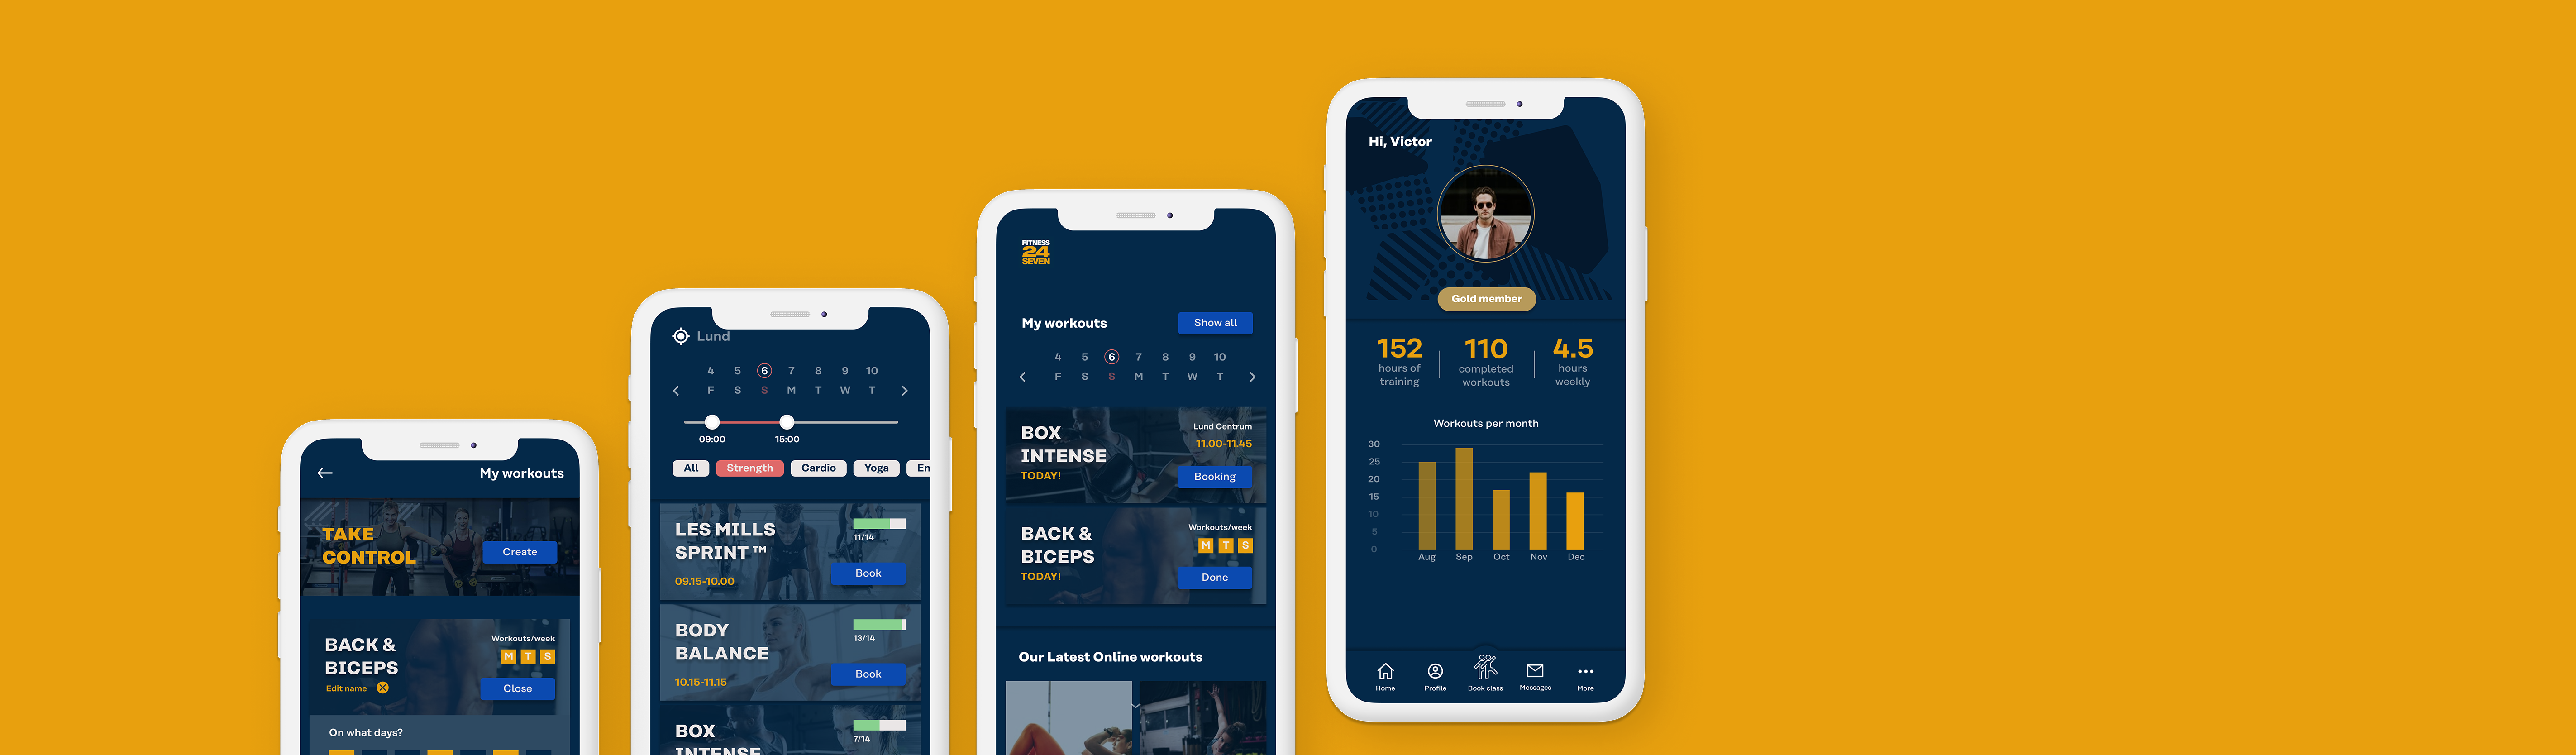 My workouts
TAKE
CONTROL
Create
BACK &
BICEPS
Edit name
Workouts/week
M T S
Close
On what days?
Lund
4 5 6 7 8 9 10
F S S M T W T
09:00 15:00
All Strength Cardio Yoga En
LES MILLS
SPRINT ™
09.15-10.00
11/14
Book
BODY
BALANCE
10.15-11.15
13/14
Book
BOX
INTENSE
7/14
FITNESS
24
SEVEN
My workouts
Show all
4 5 6 7 8 9 10
F S S M T W T
BOX
INTENSE
TODAY!
Lund Centrum
11.00-11.45
Booking
BACK &
BICEPS
TODAY!
Workouts/week
M T S
Done
Our Latest Online workouts
Hi, Victor
Gold member
152
hours of
training
110
completed
workouts
4.5
hours
weekly
Workouts per month
30
25
20
15
10
5
0
Aug Sep Oct Nov Dec
Home Profile Book class Messages More